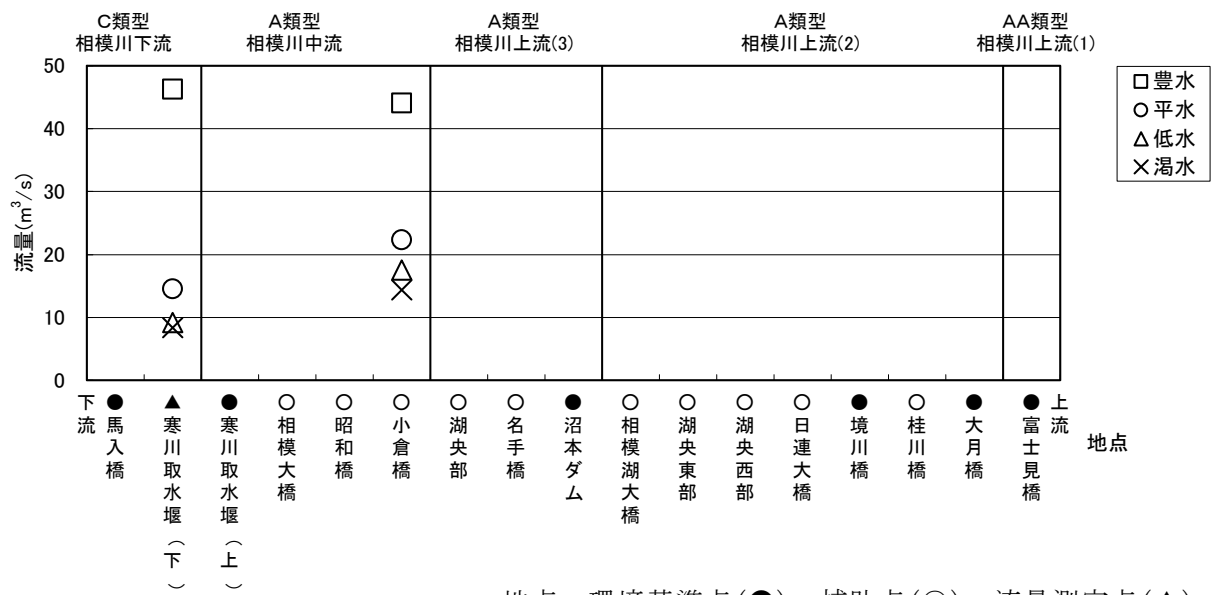 C類型
相模川下流
A類型
相模川中流
A類型
相模川上流(3)
A類型
相模川上流(2)
AA類型
相模川上流(1)
50
40
30
20
10
0
流量(m³/s)
□豊水
○平水
△低水
×渇水
下流
●馬入橋
▲寒川取水堰(下)
●寒川取水堰(上)
○相模大橋
○昭和橋
○小倉橋
○湖央部
○名手橋
●沼本ダム
○相模湖大橋
○湖央東部
○湖央西部
○日連大橋
●境川橋
○桂川橋
●大月橋
●富士見橋
上流
地点